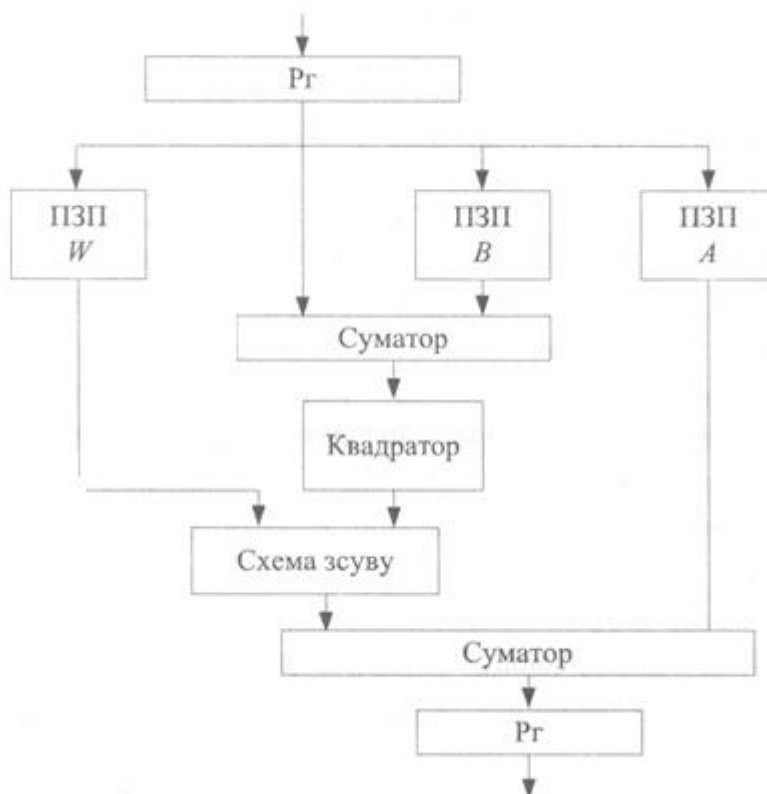 Рг
ПЗП
W
ПЗП
B
ПЗП
A
Суматор
Квадратор
Схема зсуву
Суматор
Рг